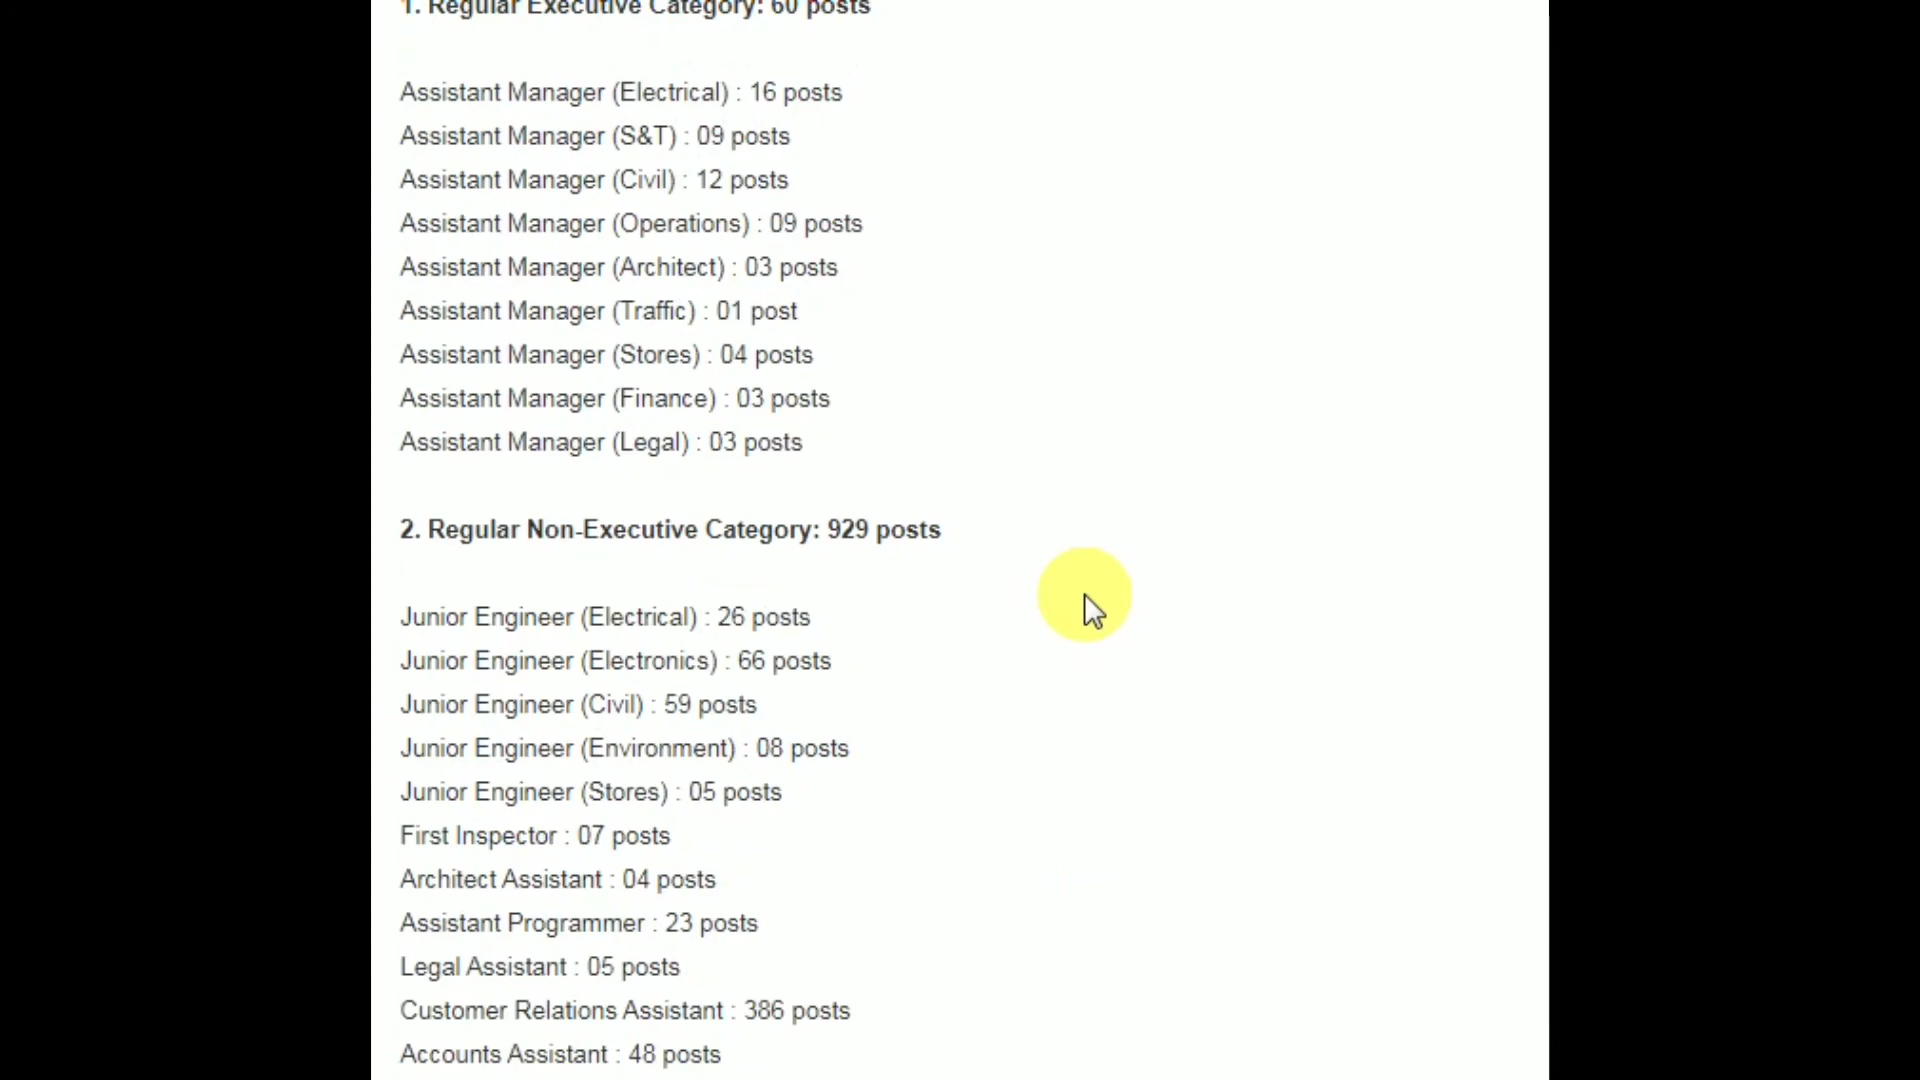 1. Regular Executive Category: 60 posts
Assistant Manager (Electrical) : 16 posts
Assistant Manager (S&T) : 09 posts
Assistant Manager (Civil) : 12 posts
Assistant Manager (Operations) : 09 posts
Assistant Manager (Architect) : 03 posts
Assistant Manager (Traffic) : 01 post
Assistant Manager (Stores) : 04 posts
Assistant Manager (Finance) : 03 posts
Assistant Manager (Legal) : 03 posts
2. Regular Non-Executive Category: 929 posts
Junior Engineer (Electrical) : 26 posts
Junior Engineer (Electronics) : 66 posts
Junior Engineer (Civil) : 59 posts
Junior Engineer (Environment) : 08 posts
Junior Engineer (Stores) : 05 posts
First Inspector : 07 posts
Architect Assistant : 04 posts
Assistant Programmer : 23 posts
Legal Assistant : 05 posts
Customer Relations Assistant : 386 posts
Accounts Assistant : 48 posts